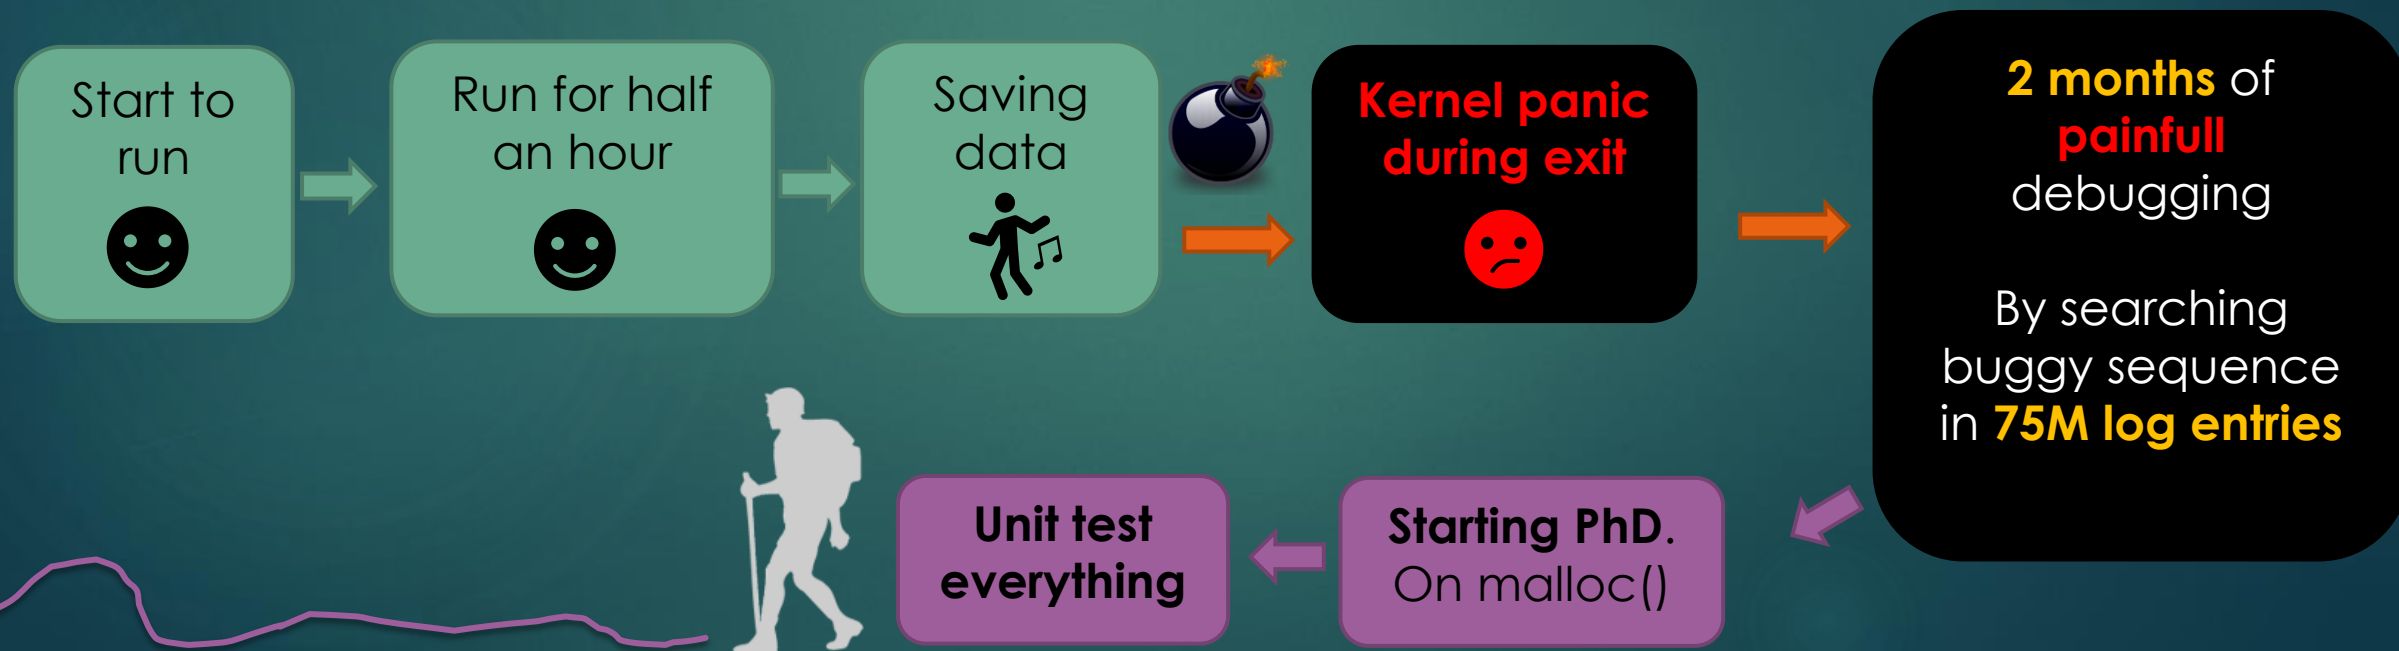 Start to
run
Run for half
an hour
Saving
data
Kernel panic
during exit
2 months of
painfull
debugging
By searching
buggy sequence
in 75M log entries
Starting PhD.
On malloc()
Unit test
everything